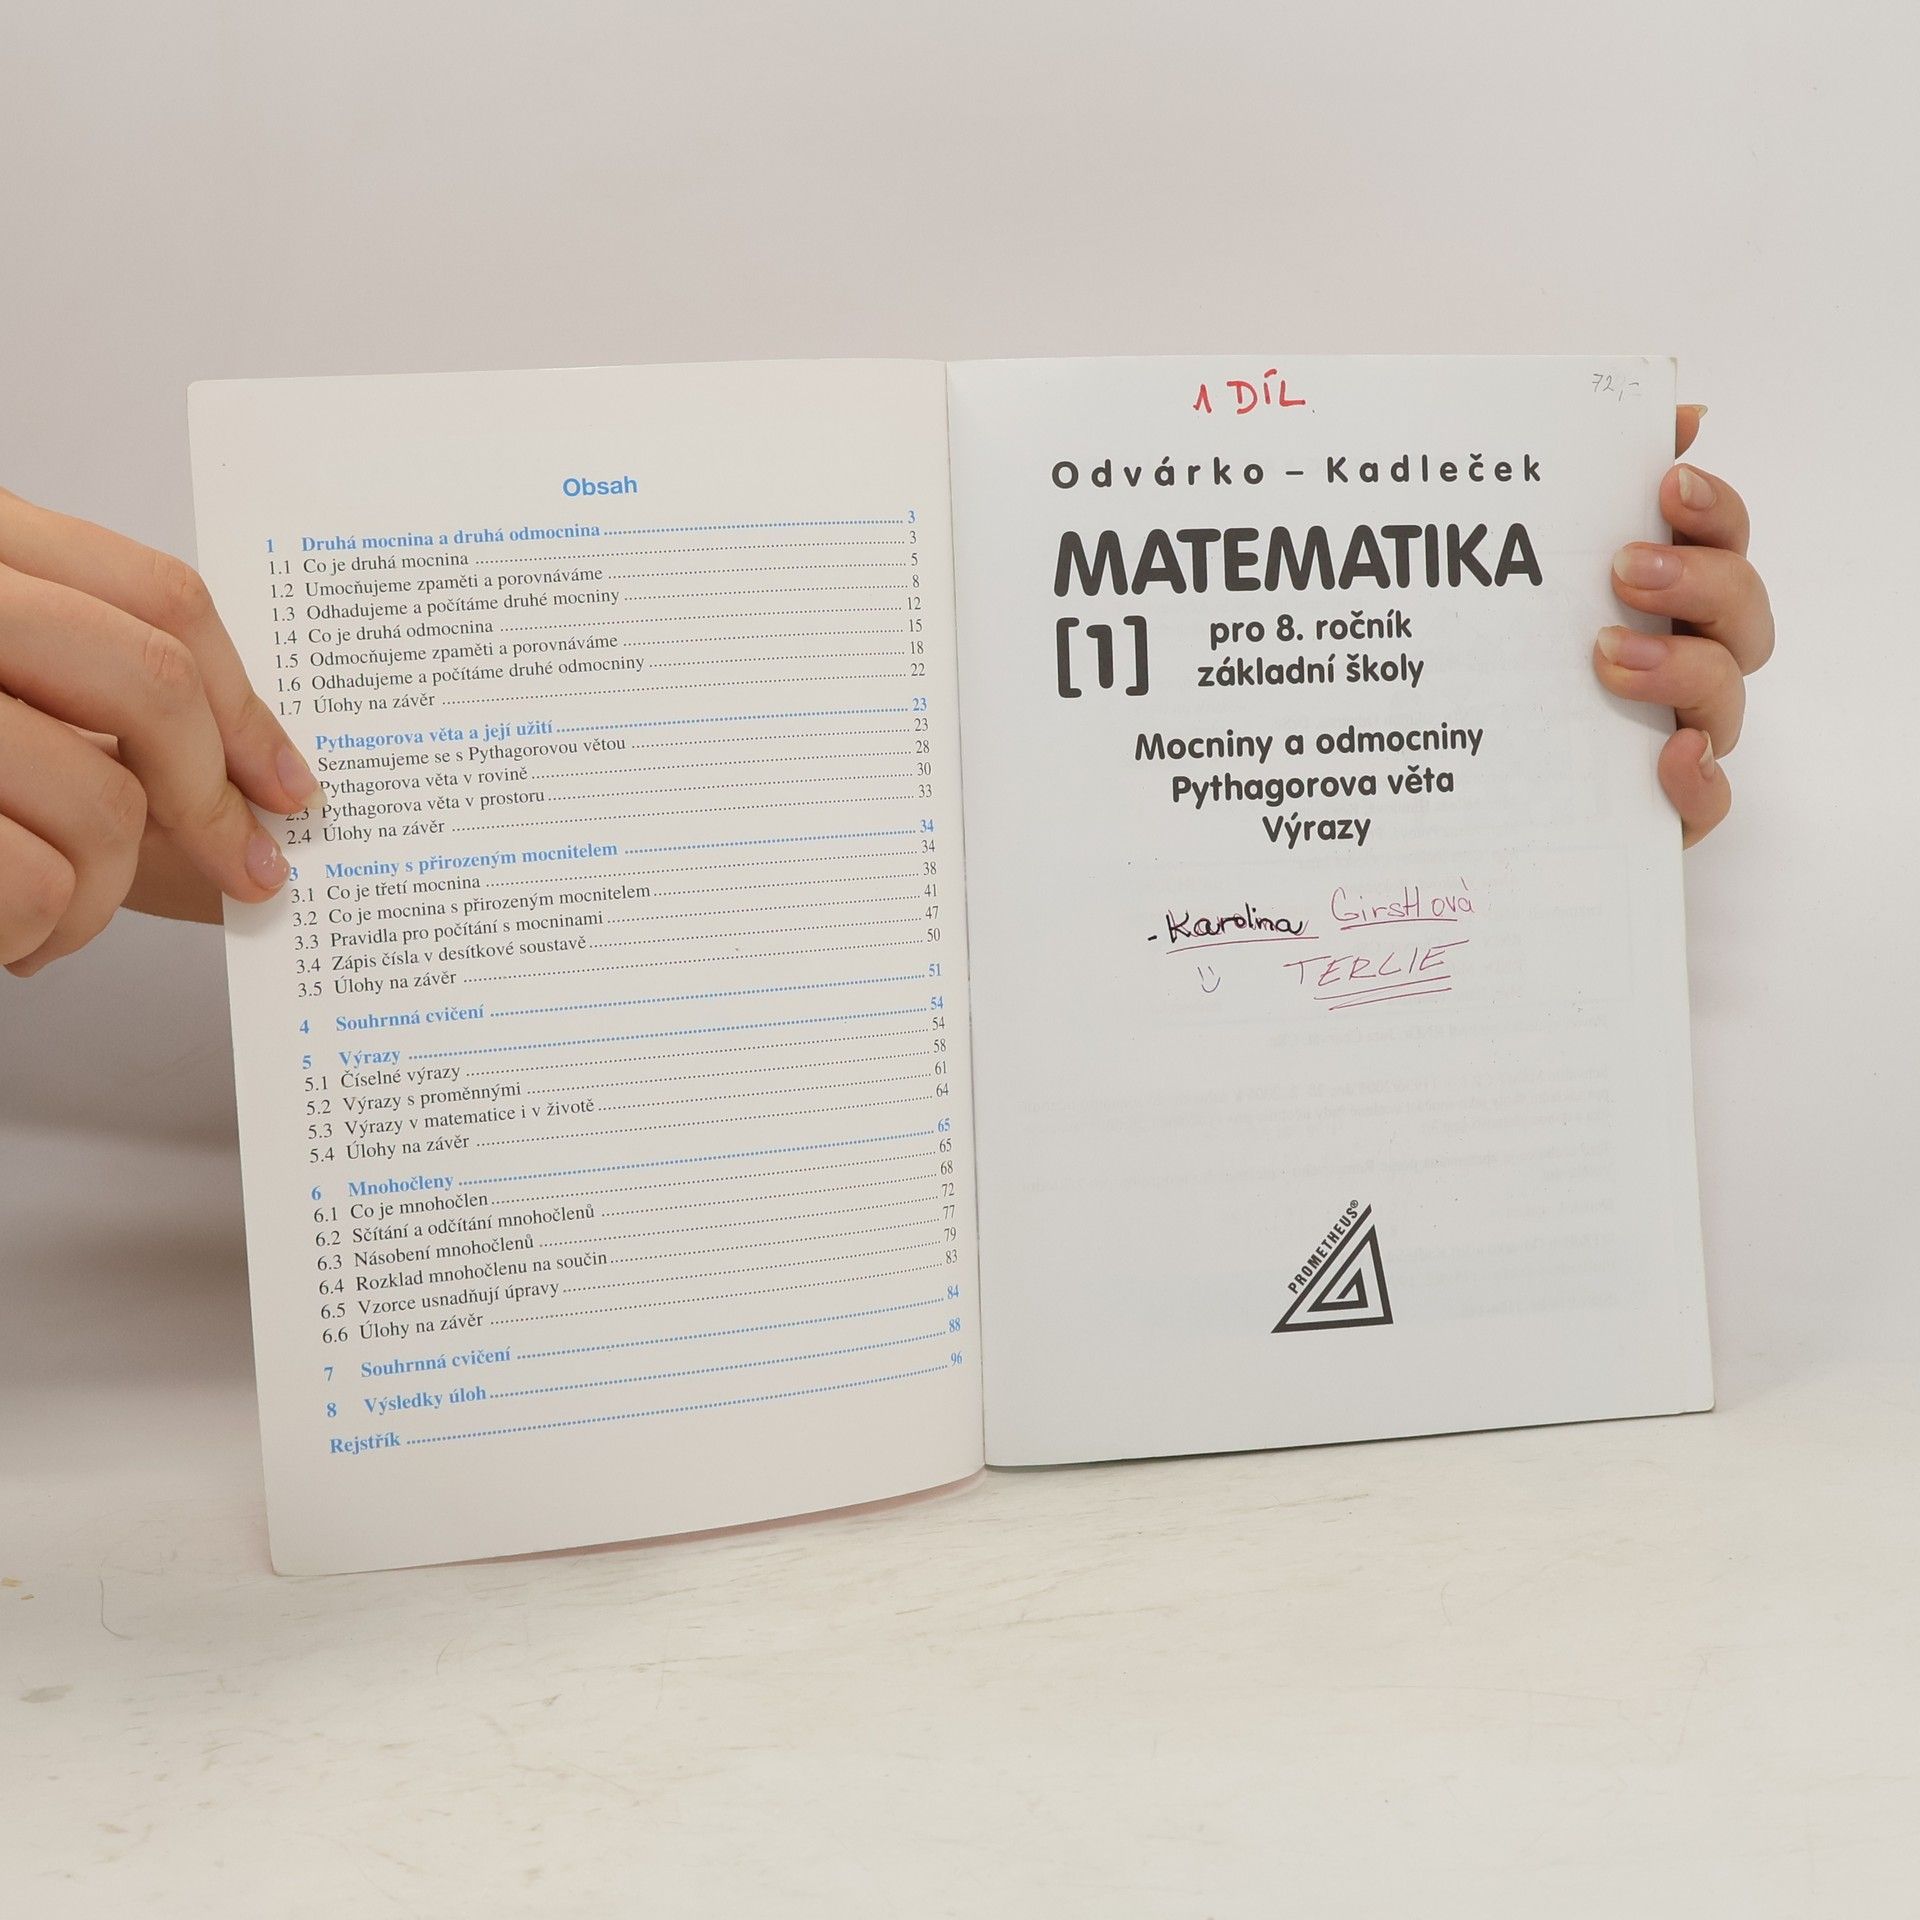 Obsah
1 Druhá mocnina a druhá odmocnina 3
1.1 Co je druhá mocnina 3
1.2 Umocňujeme zpaměti a porovnáváme 5
1.3 Odhadujeme a počítáme druhé mocniny 8
1.4 Co je druhá odmocnina 12
1.5 Odmocňujeme zpaměti a porovnáváme 15
1.6 Odhadujeme a počítáme druhé odmocniny 18
1.7 Úlohy na závěr 22
Pythagorova věta a její užití 23
Seznamujeme se s Pythagorovou větou 23
Pythagorova věta v rovině 28
2.3 Pythagorova věta v prostoru 30
2.4 Úlohy na závěr 33
3 Mocniny s přirozeným mocnitelem 34
3.1 Co je třetí mocnina 34
3.2 Co je mocnina s přirozeným mocnitelem 38
3.3 Pravidla pro počítání s mocninami 41
3.4 Zápis čísla v desítkové soustavě 47
3.5 Úlohy na závěr 50
4 Souhrnná cvičení 51
5 Výrazy 54
5.1 Číselné výrazy 54
5.2 Výrazy s proměnnými 58
5.3 Výrazy v matematice i v životě 61
5.4 Úlohy na závěr 64
6 Mnohočleny 65
6.1 Co je mnohočlen 65
6.2 Sčítání a odčítání mnohočlenů 68
6.3 Násobení mnohočlenů 72
6.4 Rozklad mnohočlenu na součin 77
6.5 Vzorce usnadňují úpravy 79
6.6 Úlohy na závěr 83
7 Souhrnná cvičení 84
8 Výsledky úloh 88
Rejstřík 96
1 DÍL
72,-
Odvárko – Kadleček
MATEMATIKA
[1] pro 8. ročník
základní školy
Mocniny a odmocniny
Pythagorova věta
Výrazy
- Karolina Girstlová
TERCIE
PROMETHEUS®